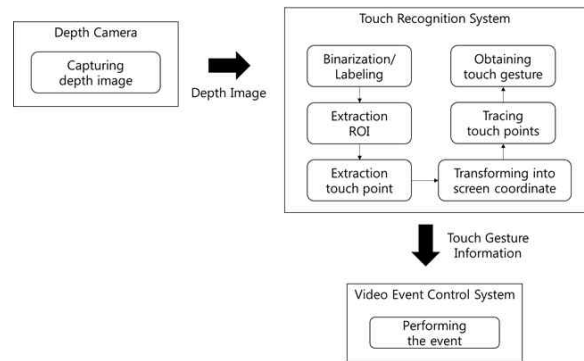 Depth Camera
Capturing
depth image
Depth Image
Touch Recognition System
Binarization/
Labeling
Extraction
ROI
Extraction
touch point
Transforming into
screen coordinate
Tracing
touch points
Obtaining
touch gesture
Touch Gesture
Information
Video Event Control System
Performing
the event